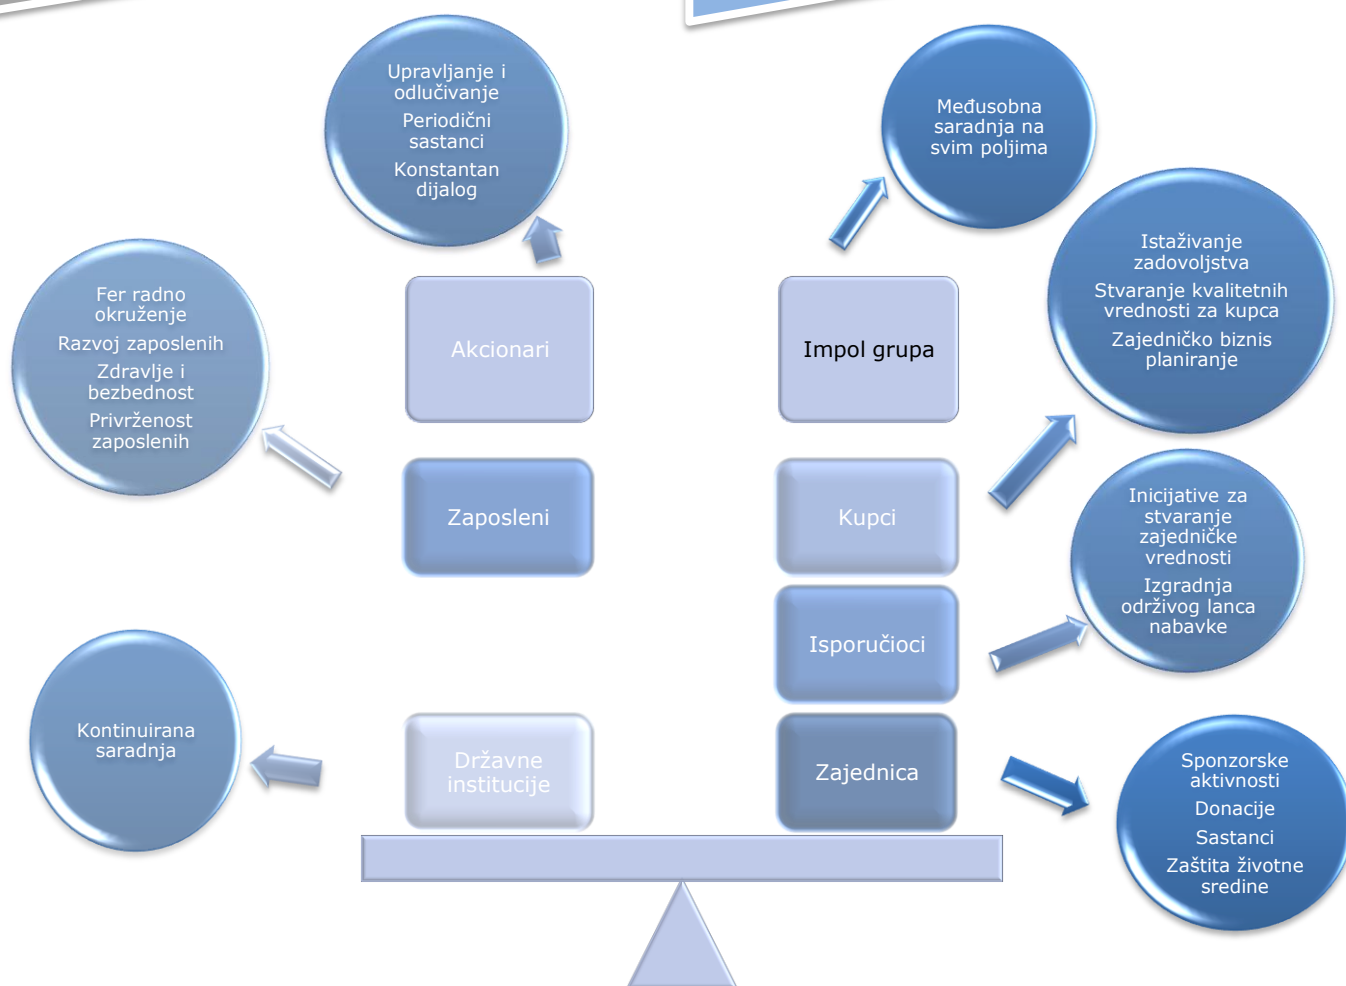 Upravljanje i
odlučivanje
Periodični
sastanci
Konstantan
dijalog
Međusobna
saradnja na
svim poljima
Istaživanje
zadovoljstva
Stvaranje kvalitetnih
vrednosti za kupca
Zajedničko biznis
planiranje
Fer radno
okruženje
Razvoj zaposlenih
Zdravlje i
bezbednost
Privrženost
zaposlenih
Akcionari
Impol grupa
Zaposleni
Kupci
Inicijative za
stvaranje
zajedničke
vrednosti
Izgradnja
održivog lanca
nabavke
Isporučioci
Kontinuirana
saradnja
Državne
institucije
Zajednica
Sponzorske
aktivnosti
Donacije
Sastanci
Zaštita životne
sredine